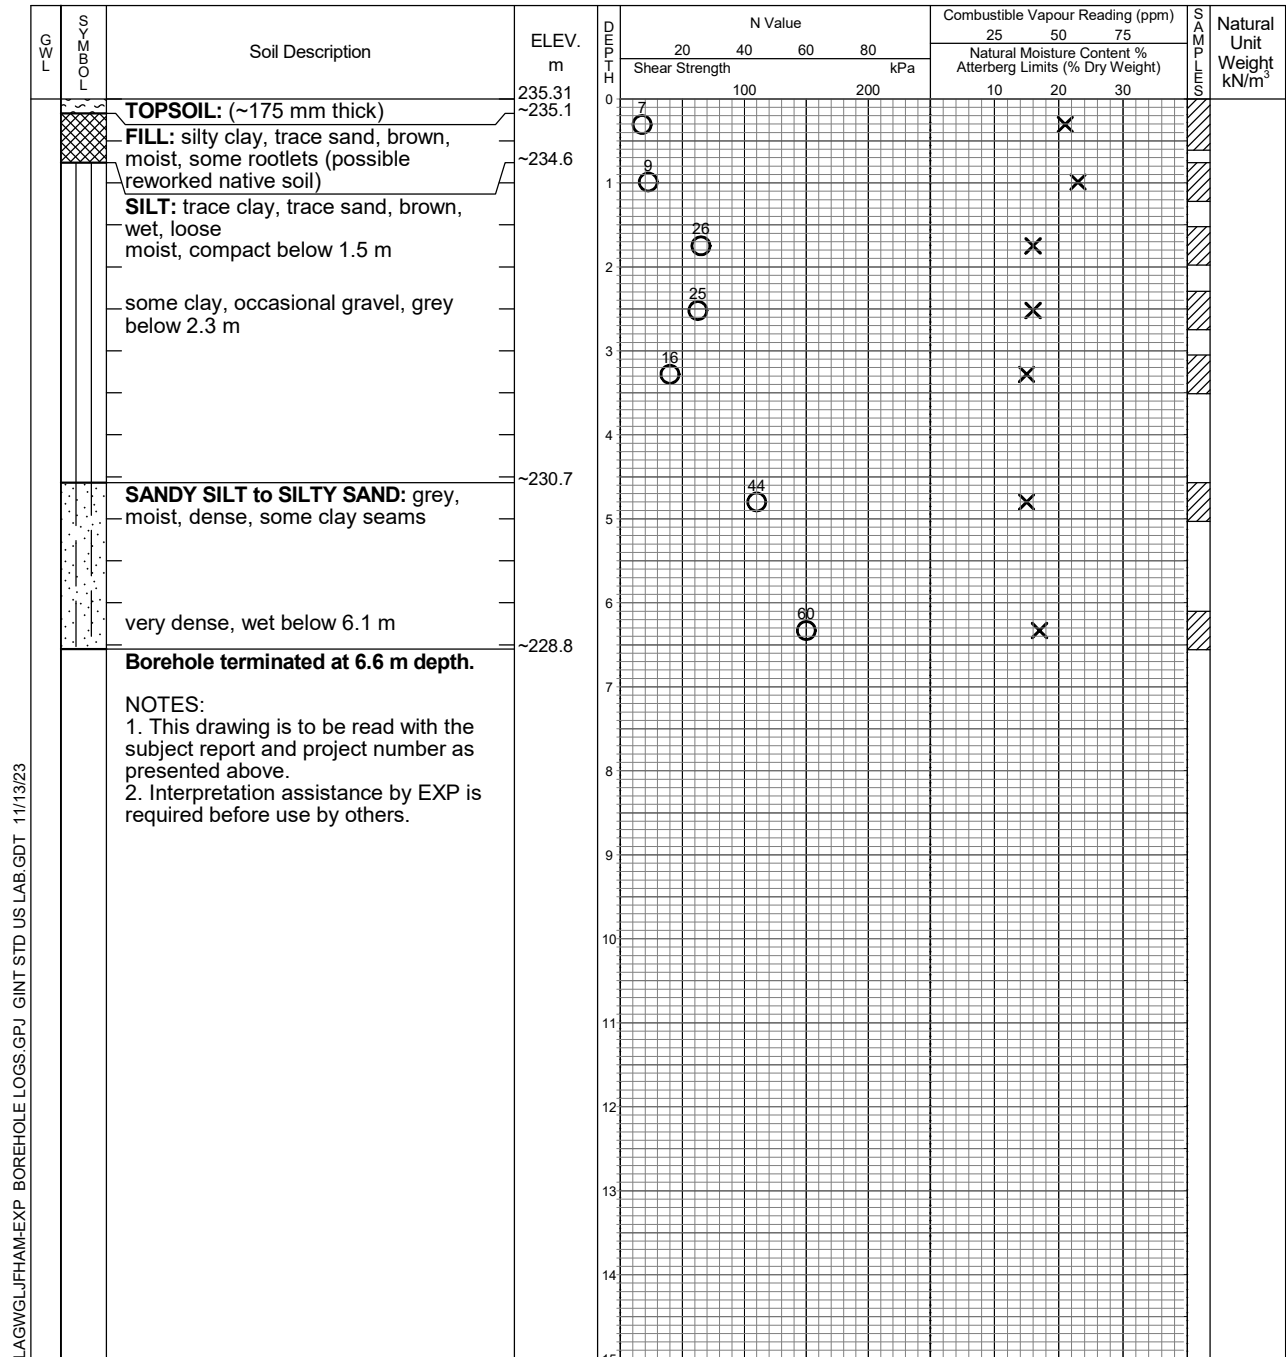 GWL
SYMBOL
Soil Description
ELEV.
m
DEPTH
N Value
20 40 60 80
Shear Strength kPa
100 200
Combustible Vapour Reading (ppm)
25 50 75
Natural Moisture Content %
Atterberg Limits (% Dry Weight)
10 20 30
SAMPLES
Natural
Unit
Weight
kN/m³
235.31
0
TOPSOIL: (~175 mm thick)
~235.1
7
FILL: silty clay, trace sand, brown,
moist, some rootlets (possible
reworked native soil)
~234.6
9
1
SILT: trace clay, trace sand, brown,
wet, loose
moist, compact below 1.5 m
26
2
some clay, occasional gravel, grey
below 2.3 m
25
3
16
4
~230.7
SANDY SILT to SILTY SAND: grey,
moist, dense, some clay seams
44
5
6
very dense, wet below 6.1 m
60
~228.8
Borehole terminated at 6.6 m depth.
7
NOTES:
1. This drawing is to be read with the
subject report and project number as
presented above.
2. Interpretation assistance by EXP is
required before use by others.
8
9
10
11
12
13
14
LAGWGLJFHAM-EXP BOREHOLE LOGS.GPJ GINT STD US LAB.GDT 11/13/23